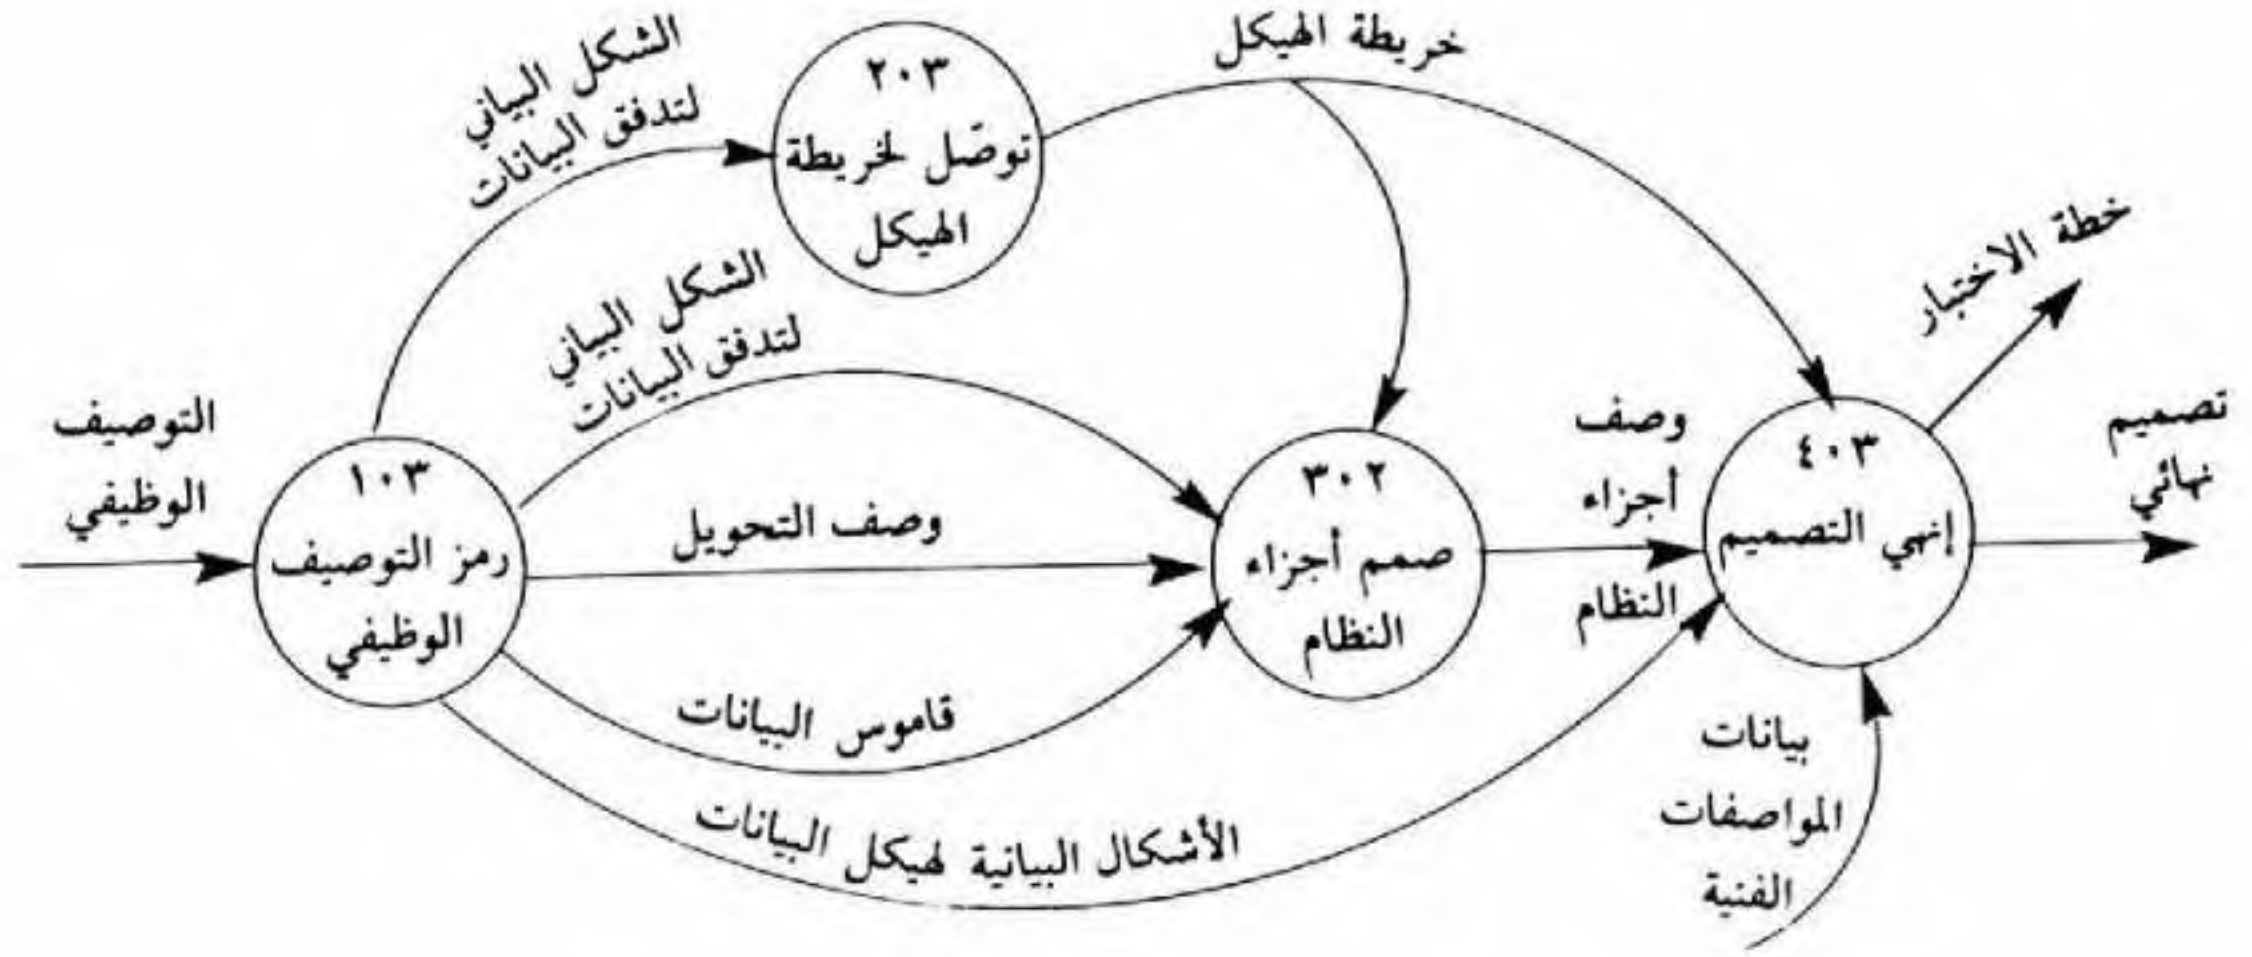 خريطة الهيكل
الشكل البياني
لتدفق البيانات
٢٠٣
توصّل لخريطة
الهيكل
خطة الاختبار
الشكل البياني
لتدفق البيانات
التوصيف
الوظيفي
١٠٣
رمز التوصيف
الوظيفي
وصف التحويل
قاموس البيانات
الأشكال البيانية لهيكل البيانات
٣٠٢
صمم أجزاء
النظام
وصف
أجزاء
النظام
٤٠٣
إنهي التصميم
تصميم
نهائي
بيانات
المواصفات
الفنية